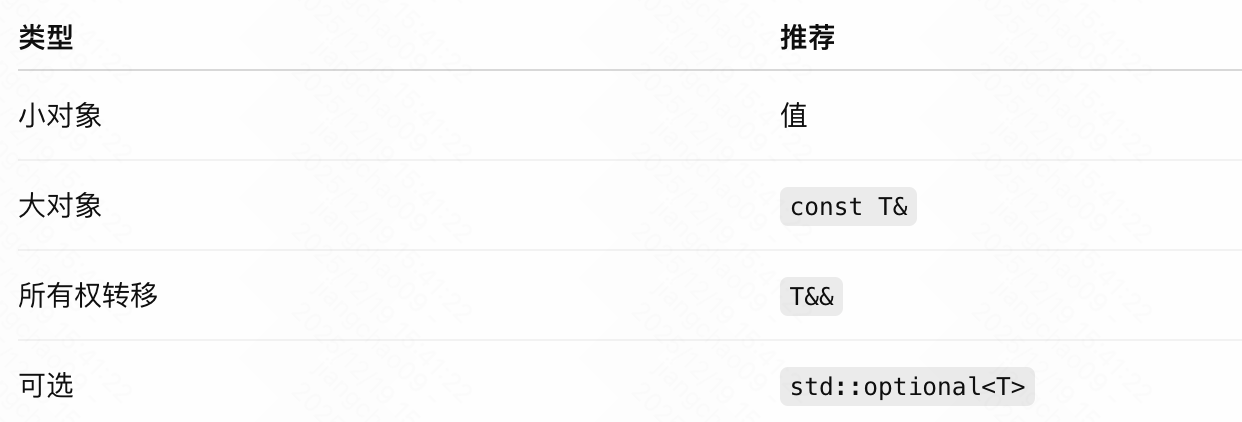 类型 推荐
小对象 值
大对象 const T&
所有权转移 T&&
可选 std::optional<T>